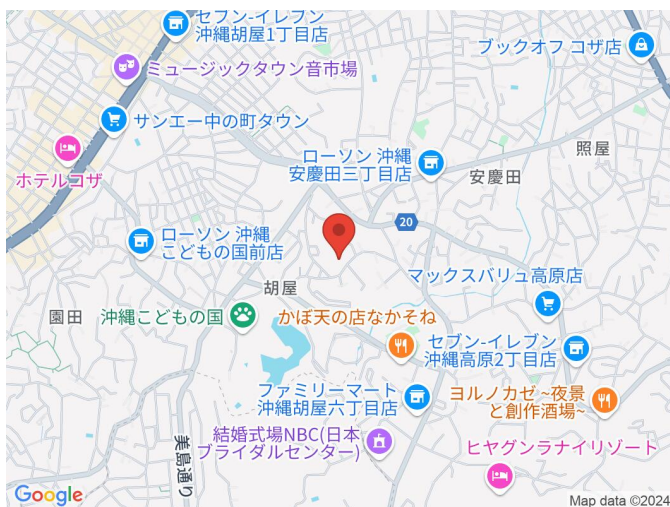 セブン-イレブン
沖縄胡屋1丁目店
ブックオフ コザ店
ミュージックタウン音市場
サンエー中の町タウン
照屋
ローソン 沖縄
安慶田三丁目店
安慶田
ホテルコザ
20
ローソン 沖縄
こどもの国前店
マックスバリュ高原店
胡屋
園田
沖縄こどもの国
かぼ天の店なかそね
セブン-イレブン
沖縄高原2丁目店
ファミリーマート
沖縄胡屋六丁目店
ヨルノカゼ ~夜景
と創作酒場~
結婚式場NBC(日本
ブライダルセンター)
美島通り
ヒヤグンラナイリゾート
Google
Map data ©2024